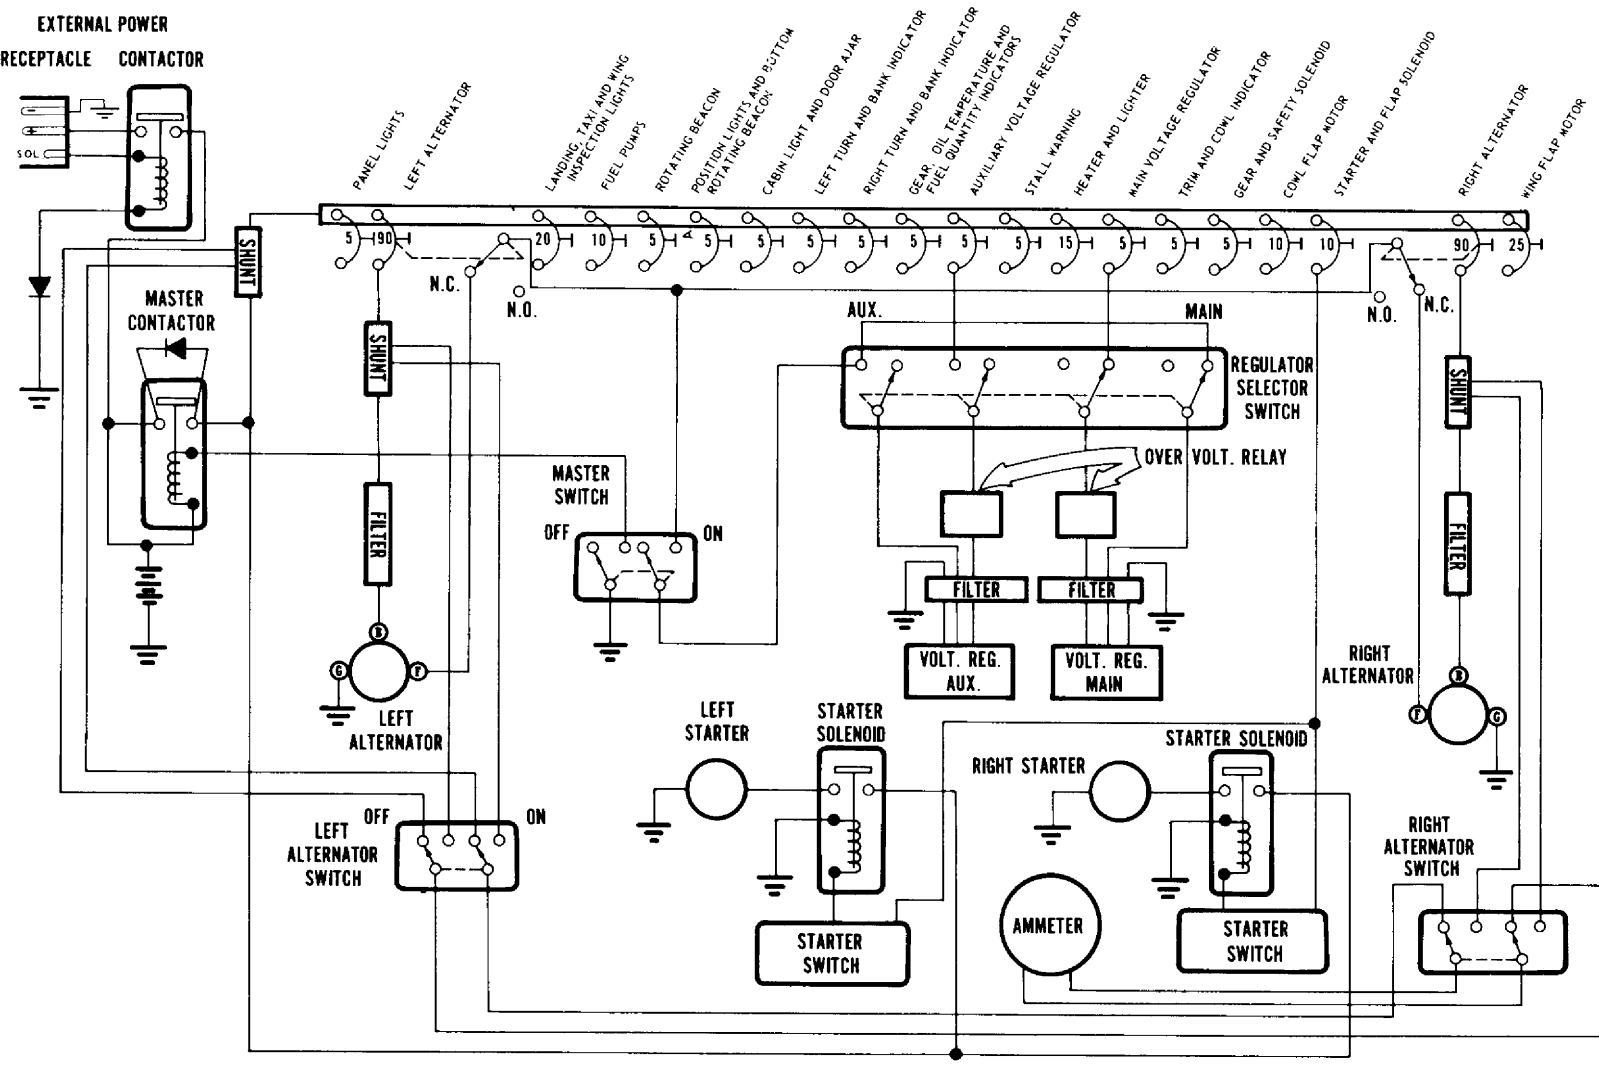 EXTERNAL POWER
RECEPTACLE CONTACTOR
SOL
PANEL LIGHTS
LEFT ALTERNATOR
LANDING, TAXI AND WING
INSPECTION LIGHTS
FUEL PUMPS
ROTATING BEACON
POSITION LIGHTS AND BOTTOM
ROTATING BEACON
CABIN LIGHT AND DOOR AJAR
LEFT TURN AND BANK INDICATOR
RIGHT TURN AND BANK INDICATOR
GEAR, OIL TEMPERATURE AND
FUEL QUANTITY INDICATORS
AUXILIARY VOLTAGE REGULATOR
STALL WARNING
HEATER AND LIGHTER
MAIN VOLTAGE REGULATOR
TRIM AND COWL INDICATOR
GEAR AND SAFETY SOLENOID
COWL FLAP MOTOR
STARTER AND FLAP SOLENOID
RIGHT ALTERNATOR
WING FLAP MOTOR
5 90 20 10 5 5 5 5 5 5 5 5 15 5 5 5 10 10 90 25
SHUNT
N.C.
N.O.
N.O.
N.C.
MASTER
CONTACTOR
AUX.
MAIN
SHUNT
REGULATOR
SELECTOR
SWITCH
SHUNT
OVER VOLT. RELAY
MASTER
SWITCH
OFF
ON
FILTER
FILTER
FILTER
FILTER
B
G
F
LEFT
ALTERNATOR
VOLT. REG.
AUX.
VOLT. REG.
MAIN
RIGHT
ALTERNATOR
B
F
G
LEFT
STARTER
STARTER
SOLENOID
RIGHT STARTER
STARTER SOLENOID
OFF
ON
LEFT
ALTERNATOR
SWITCH
RIGHT
ALTERNATOR
SWITCH
AMMETER
STARTER
SWITCH
STARTER
SWITCH